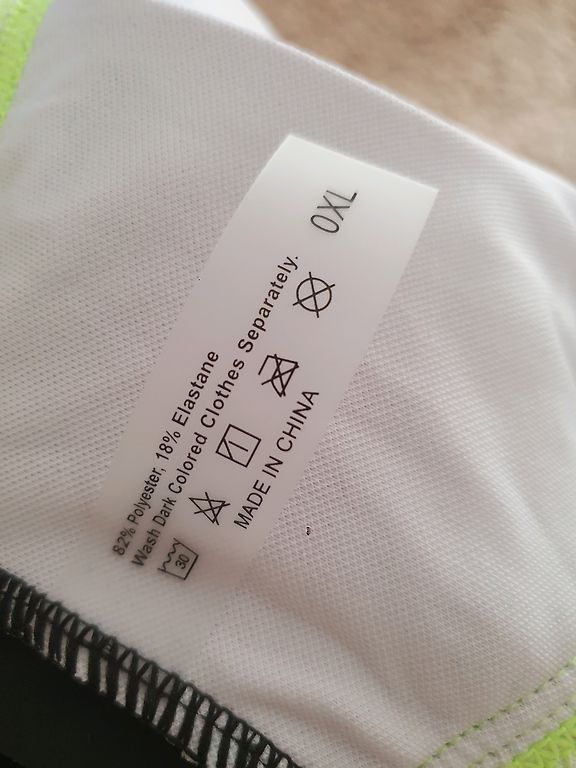 0XL
82% Polyester, 18% Elastane
Wash Dark Colored Clothes Separately.
30
MADE IN CHINA